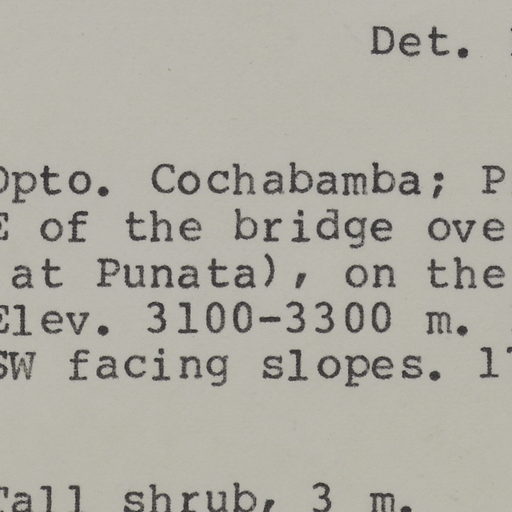 Det.
Dpto. Cochabamba; P
E of the bridge ove
at Punata), on the
Elev. 3100-3300 m.
SW facing slopes. 17
Tall shrub, 3 m.